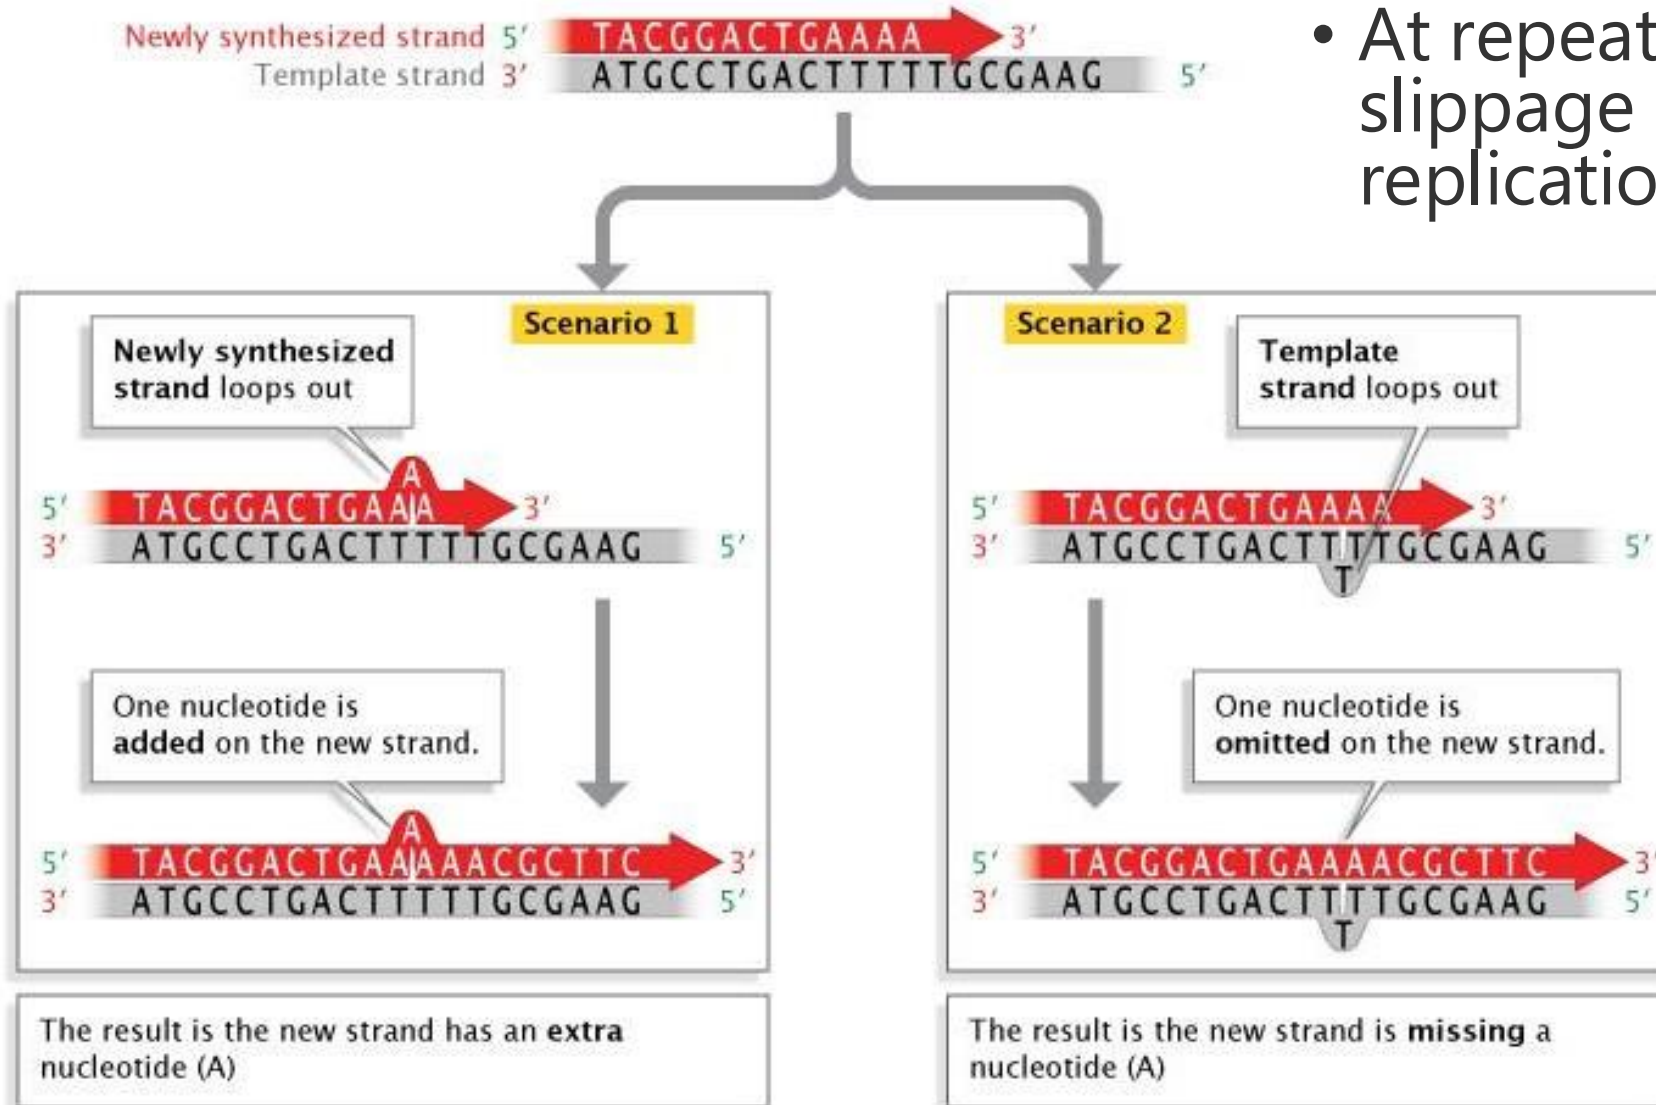 Newly synthesized strand 5′ TACGGACTGAAAA 3′
Template strand 3′ ATGCCTGACTTTTTGCGAAG 5′
• At repeat
slippage
replicatio
Scenario 1
Newly synthesized
strand loops out
A
5′ TACGGACTGAAA 3′
3′ ATGCCTGACTTTTTGCGAAG 5′
One nucleotide is
added on the new strand.
A
5′ TACGGACTGAAAAACGCTTC 3′
3′ ATGCCTGACTTTTTGCGAAG 5′
The result is the new strand has an extra
nucleotide (A)
Scenario 2
Template
strand loops out
5′ TACGGACTGAAAA 3′
3′ ATGCCTGACTTTTGCGAAG 5′
T
One nucleotide is
omitted on the new strand.
5′ TACGGACTGAAAACGCTTC 3′
3′ ATGCCTGACTTTTGCGAAG 5′
T
The result is the new strand is missing a
nucleotide (A)